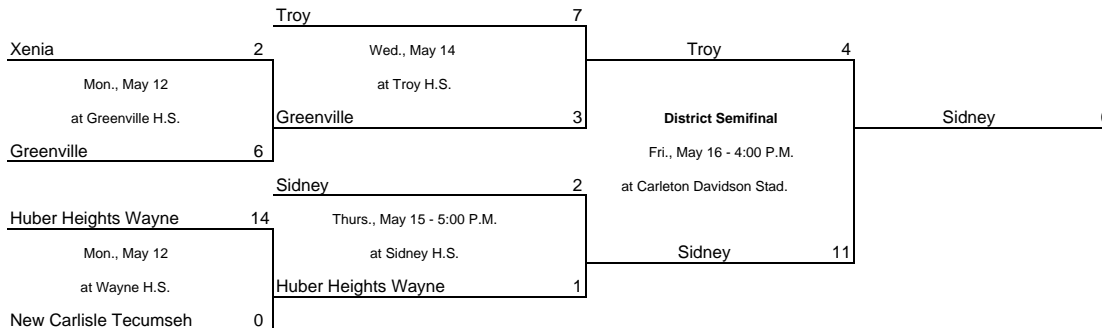 Troy 7
Xenia 2
Wed., May 14
Troy 4
Mon., May 12
at Troy H.S.
at Greenville H.S.
Greenville 3
District Semifinal
Sidney
Greenville 6
Fri., May 16 - 4:00 P.M.
Sidney 2
at Carleton Davidson Stad.
Huber Heights Wayne 14
Thurs., May 15 - 5:00 P.M.
Mon., May 12
at Sidney H.S.
Sidney 11
at Wayne H.S.
Huber Heights Wayne 1
New Carlisle Tecumseh 0